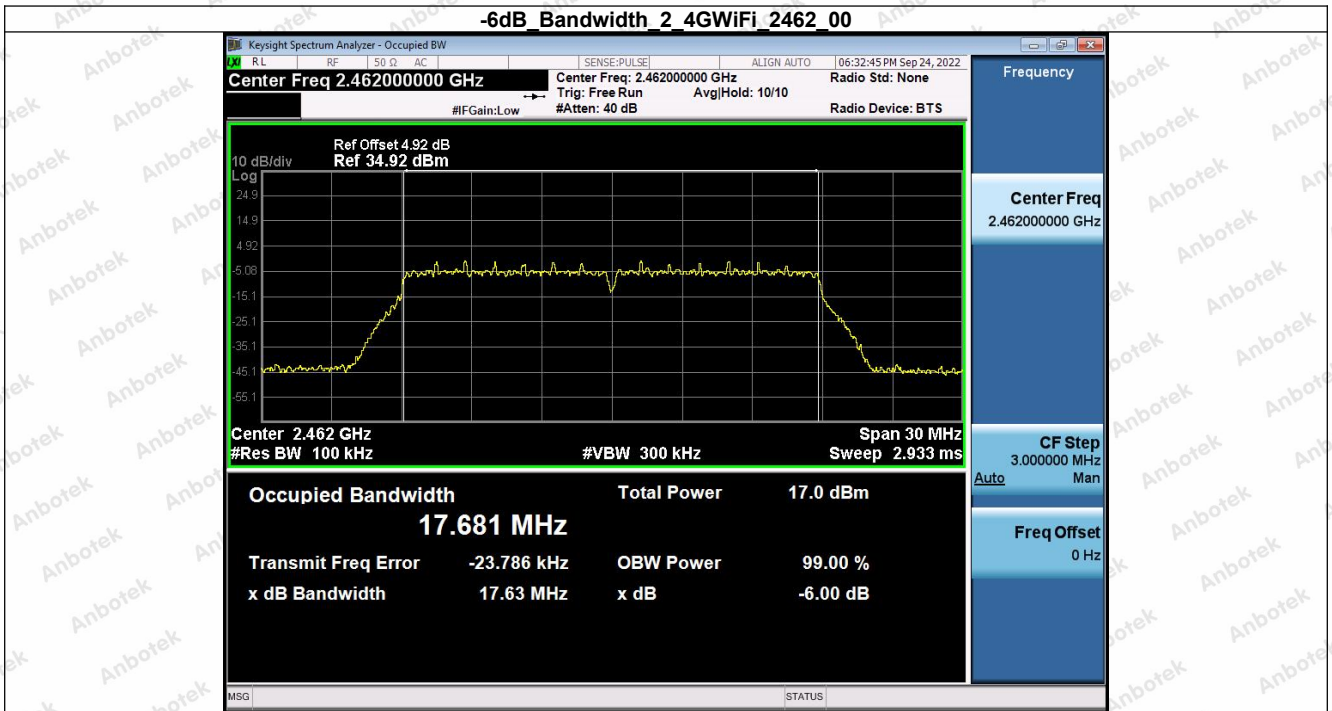 -6dB_Bandwidth_2_4GWiFi_2462_00
Keysight Spectrum Analyzer - Occupied BW
LXI RL RF 50 Ω AC SENSE:PULSE ALIGN AUTO 06:32:45 PM Sep 24, 2022
Center Freq 2.462000000 GHz
Center Freq: 2.462000000 GHz
Radio Std: None
Trig: Free Run Avg|Hold: 10/10
#IFGain:Low
#Atten: 40 dB
Radio Device: BTS
Frequency
Ref Offset 4.92 dB
10 dB/div Ref 34.92 dBm
Log
24.9
14.9
4.92
-5.08
-15.1
-25.1
-35.1
-45.1
-55.1
Center 2.462 GHz Span 30 MHz
#Res BW 100 kHz #VBW 300 kHz Sweep 2.933 ms
Center Freq
2.462000000 GHz
CF Step
3.000000 MHz
Auto Man
Freq Offset
0 Hz
Occupied Bandwidth Total Power 17.0 dBm
17.681 MHz
Transmit Freq Error -23.786 kHz OBW Power 99.00 %
x dB Bandwidth 17.63 MHz x dB -6.00 dB
MSG STATUS
Anbotek